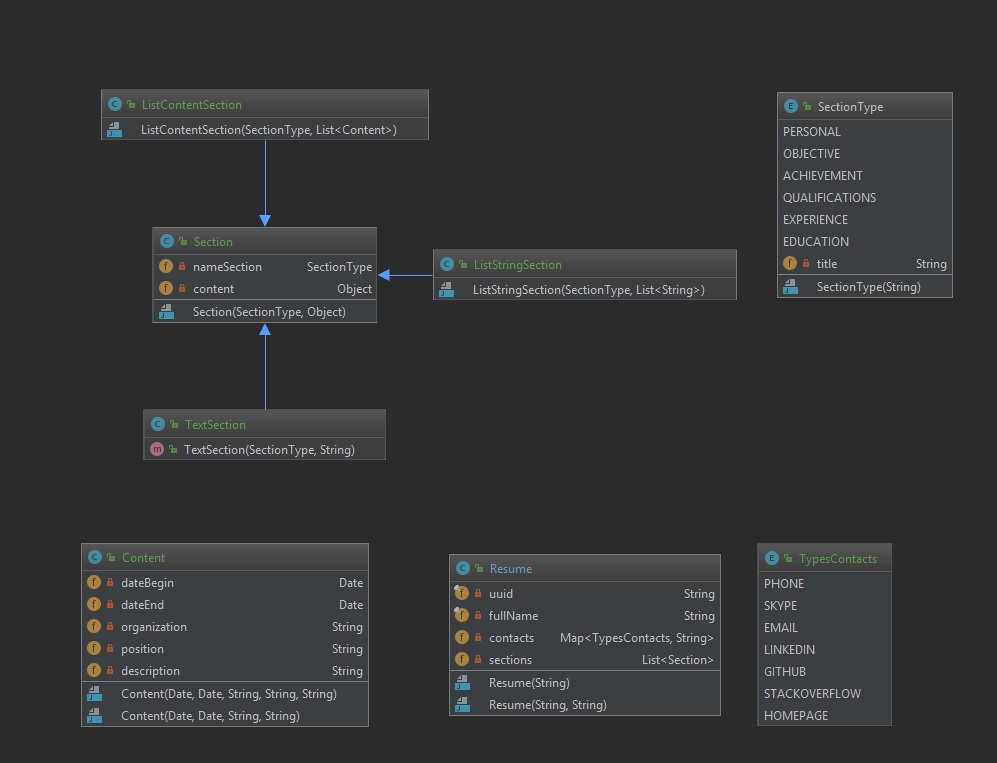 ListContentSection
ListContentSection(SectionType, List<Content>)
SectionType
PERSONAL
OBJECTIVE
ACHIEVEMENT
QUALIFICATIONS
EXPERIENCE
EDUCATION
title String
SectionType(String)
Section
nameSection SectionType
content Object
Section(SectionType, Object)
ListStringSection
ListStringSection(SectionType, List<String>)
TextSection
TextSection(SectionType, String)
Content
dateBegin Date
dateEnd Date
organization String
position String
description String
Content(Date, Date, String, String, String)
Content(Date, Date, String, String)
Resume
uuid String
fullName String
contacts Map<TypesContacts, String>
sections List<Section>
Resume(String)
Resume(String, String)
TypesContacts
PHONE
SKYPE
EMAIL
LINKEDIN
GITHUB
STACKOVERFLOW
HOMEPAGE